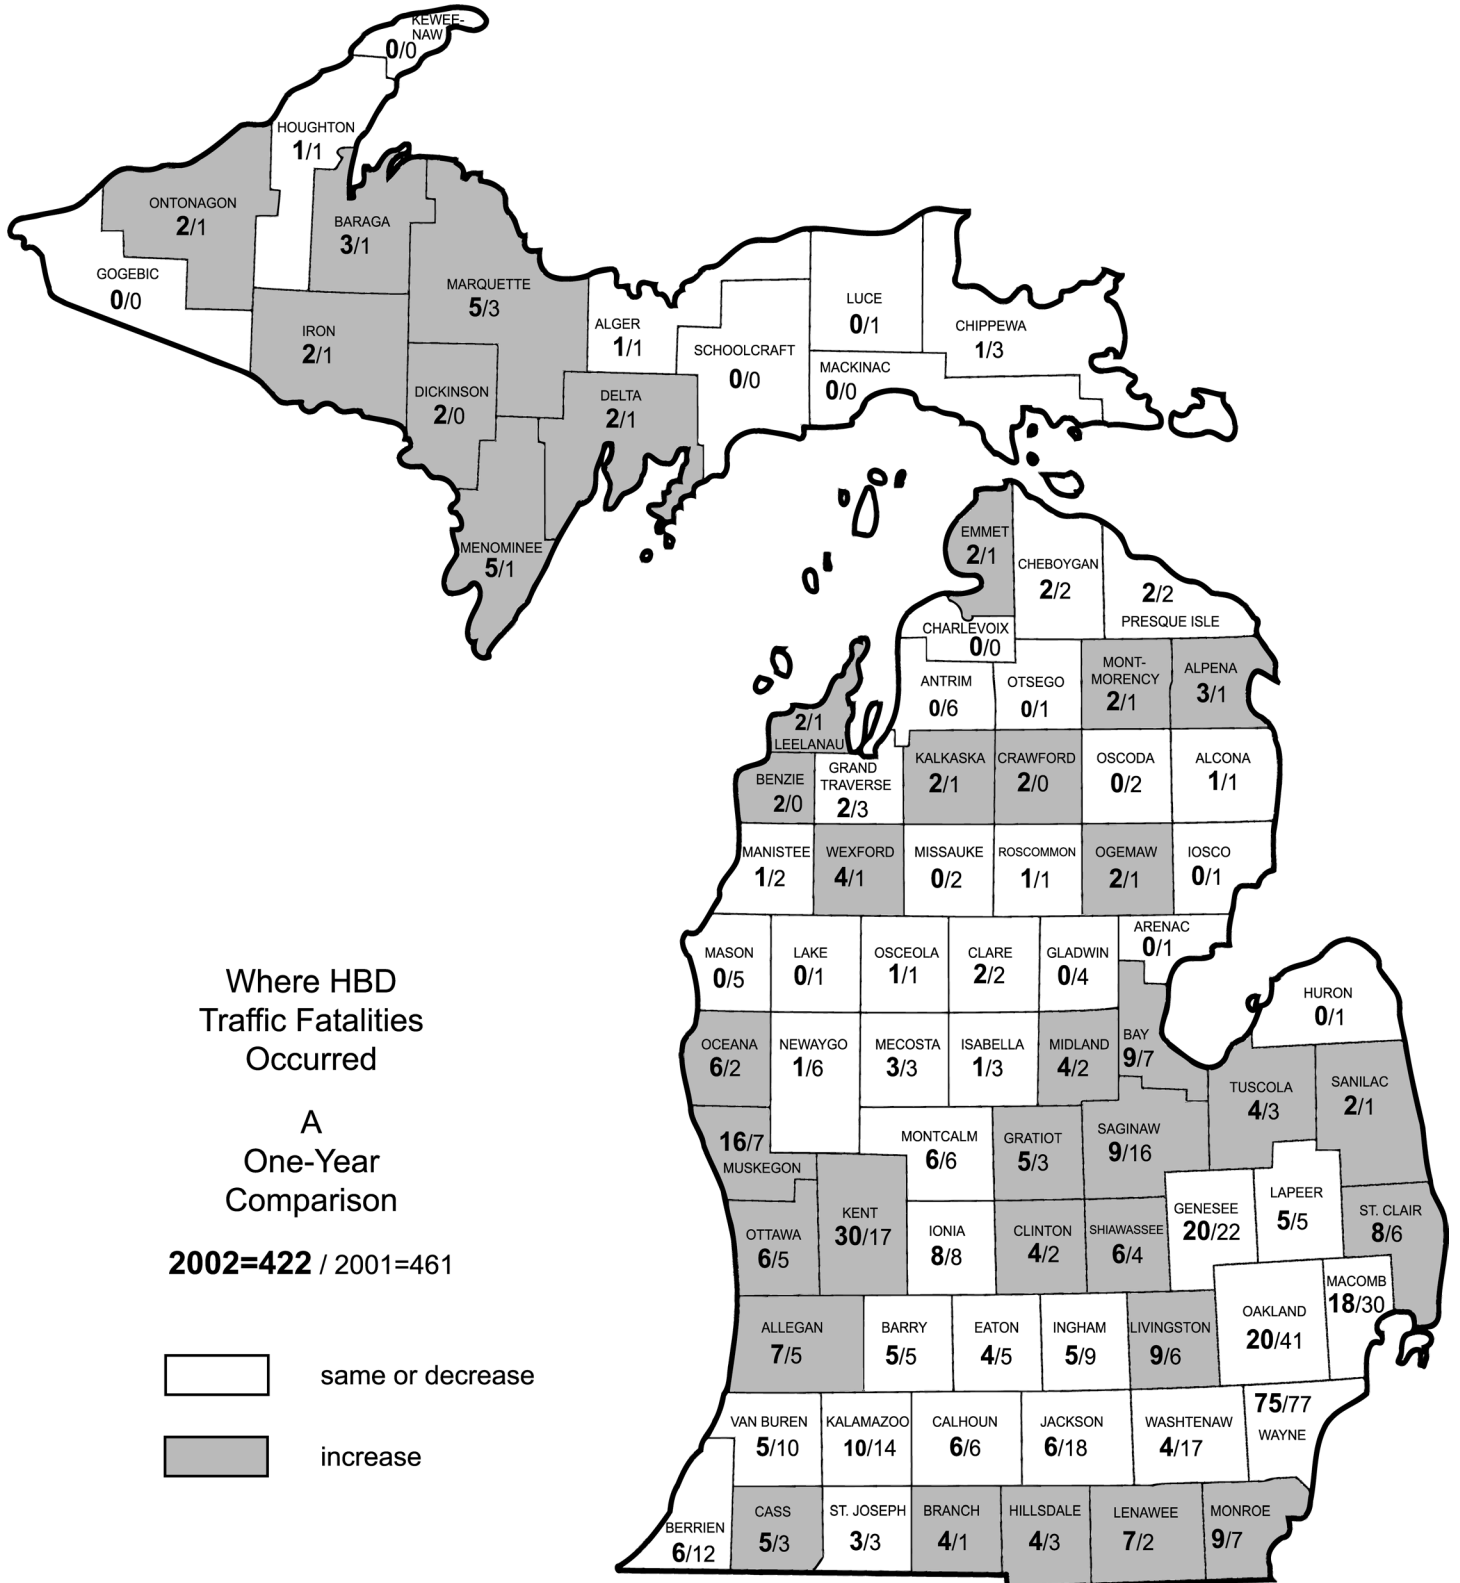 KEWEE-
NAW
0/0
HOUGHTON
1/1
ONTONAGON
2/1
BARAGA
3/1
GOGEBIC
0/0
MARQUETTE
5/3
IRON
2/1
ALGER
1/1
LUCE
0/1
CHIPPEWA
1/3
SCHOOLCRAFT
0/0
MACKINAC
0/0
DICKINSON
2/0
DELTA
2/1
MENOMINEE
5/1
EMMET
2/1
CHEBOYGAN
2/2
2/2
PRESQUE ISLE
CHARLEVOIX
0/0
ANTRIM
0/6
OTSEGO
0/1
MONT-
MORENCY
2/1
ALPENA
3/1
2/1
LEELANAU
BENZIE
2/0
GRAND
TRAVERSE
2/3
KALKASKA
2/1
CRAWFORD
2/0
OSCODA
0/2
ALCONA
1/1
MANISTEE
1/2
WEXFORD
4/1
MISSAUKE
0/2
ROSCOMMON
1/1
OGEMAW
2/1
IOSCO
0/1
MASON
0/5
LAKE
0/1
OSCEOLA
1/1
CLARE
2/2
GLADWIN
0/4
ARENAC
0/1
HURON
0/1
OCEANA
6/2
NEWAYGO
1/6
MECOSTA
3/3
ISABELLA
1/3
MIDLAND
4/2
BAY
9/7
TUSCOLA
4/3
SANILAC
2/1
16/7
MUSKEGON
MONTCALM
6/6
GRATIOT
5/3
SAGINAW
9/16
OTTAWA
6/5
KENT
30/17
IONIA
8/8
CLINTON
4/2
SHIAWASSEE
6/4
GENESEE
20/22
LAPEER
5/5
ST. CLAIR
8/6
ALLEGAN
7/5
BARRY
5/5
EATON
4/5
INGHAM
5/9
LIVINGSTON
9/6
OAKLAND
20/41
MACOMB
18/30
VAN BUREN
5/10
KALAMAZOO
10/14
CALHOUN
6/6
JACKSON
6/18
WASHTENAW
4/17
75/77
WAYNE
BERRIEN
6/12
CASS
5/3
ST. JOSEPH
3/3
BRANCH
4/1
HILLSDALE
4/3
LENAWEE
7/2
MONROE
9/7
Where HBD
Traffic Fatalities
Occurred
A
One-Year
Comparison
2002=422 / 2001=461
same or decrease
increase